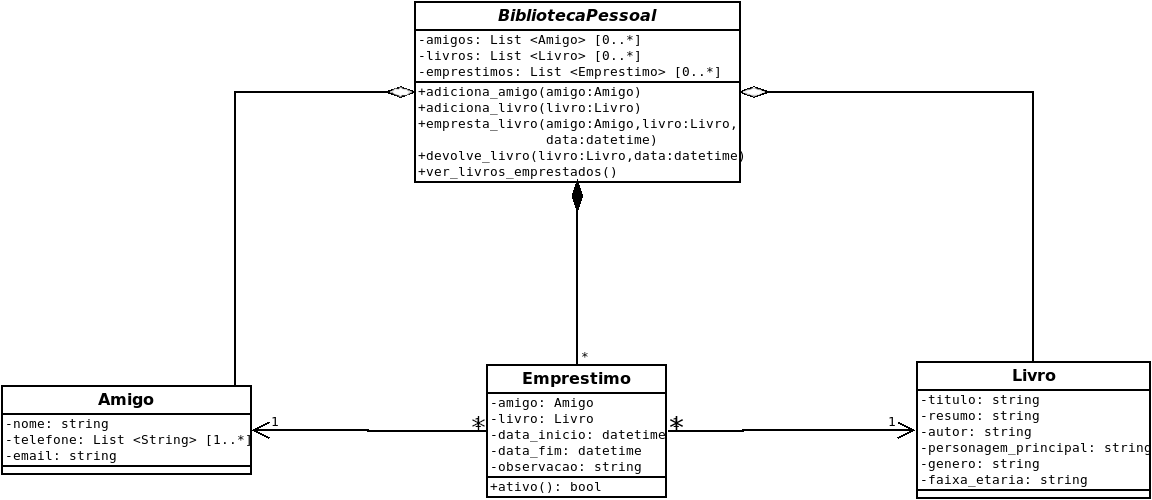 BibliotecaPessoal
-amigos: List <Amigo> [0..*]
-livros: List <Livro> [0..*]
-emprestimos: List <Emprestimo> [0..*]
+adiciona_amigo(amigo:Amigo)
+adiciona_livro(livro:Livro)
+empresta_livro(amigo:Amigo,livro:Livro,
data:datetime)
+devolve_livro(livro:Livro,data:datetime)
+ver_livros_emprestados()
*
Amigo
-nome: string
-telefone: List <String> [1..*]
-email: string
1
Emprestimo
-amigo: Amigo
-livro: Livro
-data_inicio: datetime
-data_fim: datetime
-observacao: string
+ativo(): bool
1
Livro
-titulo: string
-resumo: string
-autor: string
-personagem_principal: string
-genero: string
-faixa_etaria: string